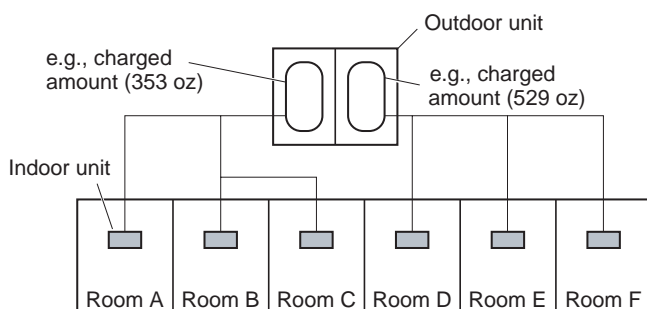 Outdoor unit
e.g., charged
amount (353 oz)
e.g., charged
amount (529 oz)
Indoor unit
Room A Room B Room C Room D Room E Room F